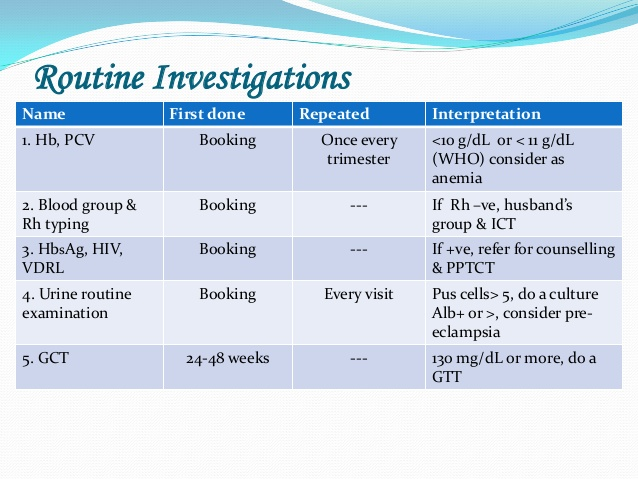 Routine Investigations
Name First done Repeated Interpretation
1. Hb, PCV Booking Once every trimester <10 g/dL or < 11 g/dL (WHO) consider as anemia
2. Blood group & Rh typing Booking --- If Rh –ve, husband's group & ICT
3. HbsAg, HIV, VDRL Booking --- If +ve, refer for counselling & PPTCT
4. Urine routine examination Booking Every visit Pus cells> 5, do a culture Alb+ or >, consider pre-eclampsia
5. GCT 24-48 weeks --- 130 mg/dL or more, do a GTT